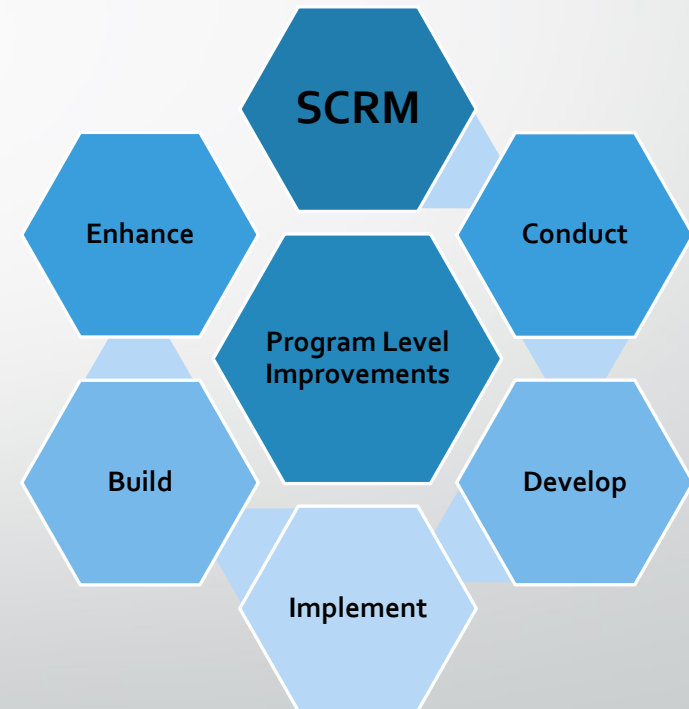 SCRM
Conduct
Develop
Implement
Build
Enhance
Program Level
Improvements